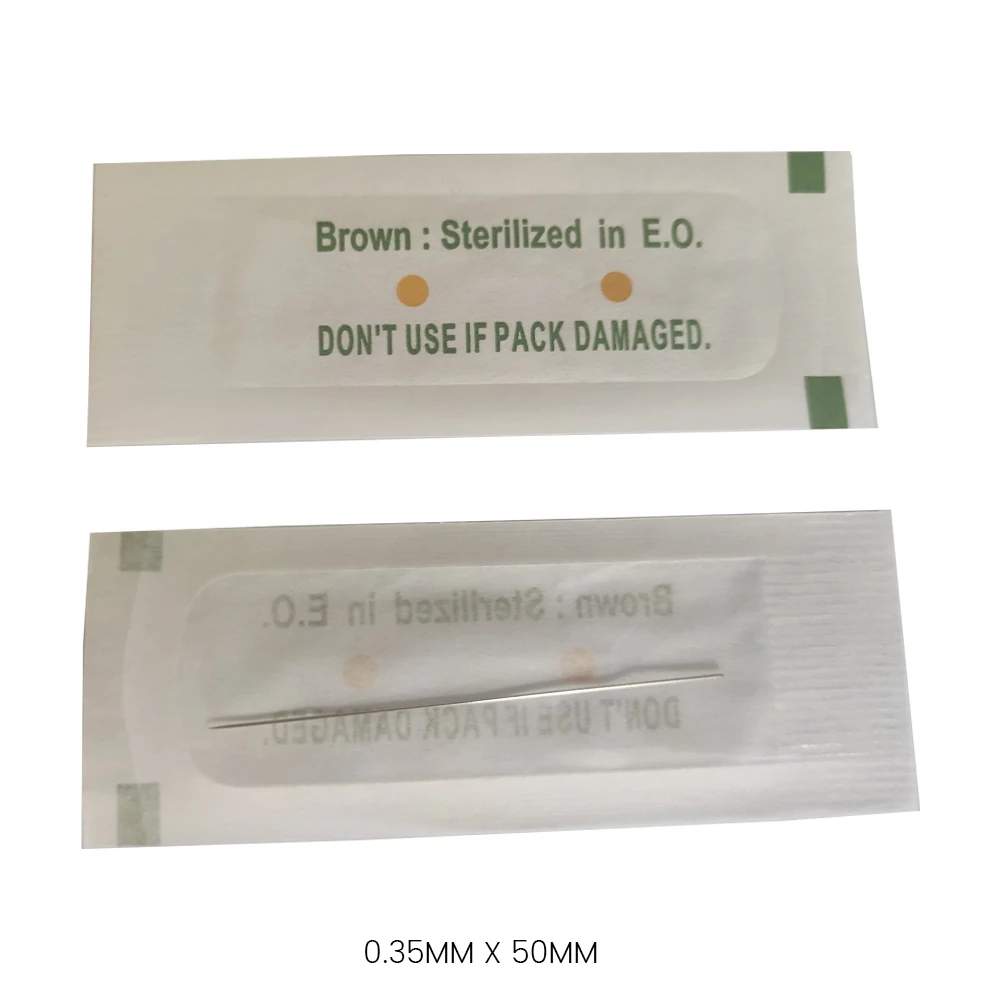 Brown : Sterilized in E.O.
DON'T USE IF PACK DAMAGED.
Brown : Sterilized in E.O.
DON'T USE IF PACK DAMAGED.
0.35MM X 50MM